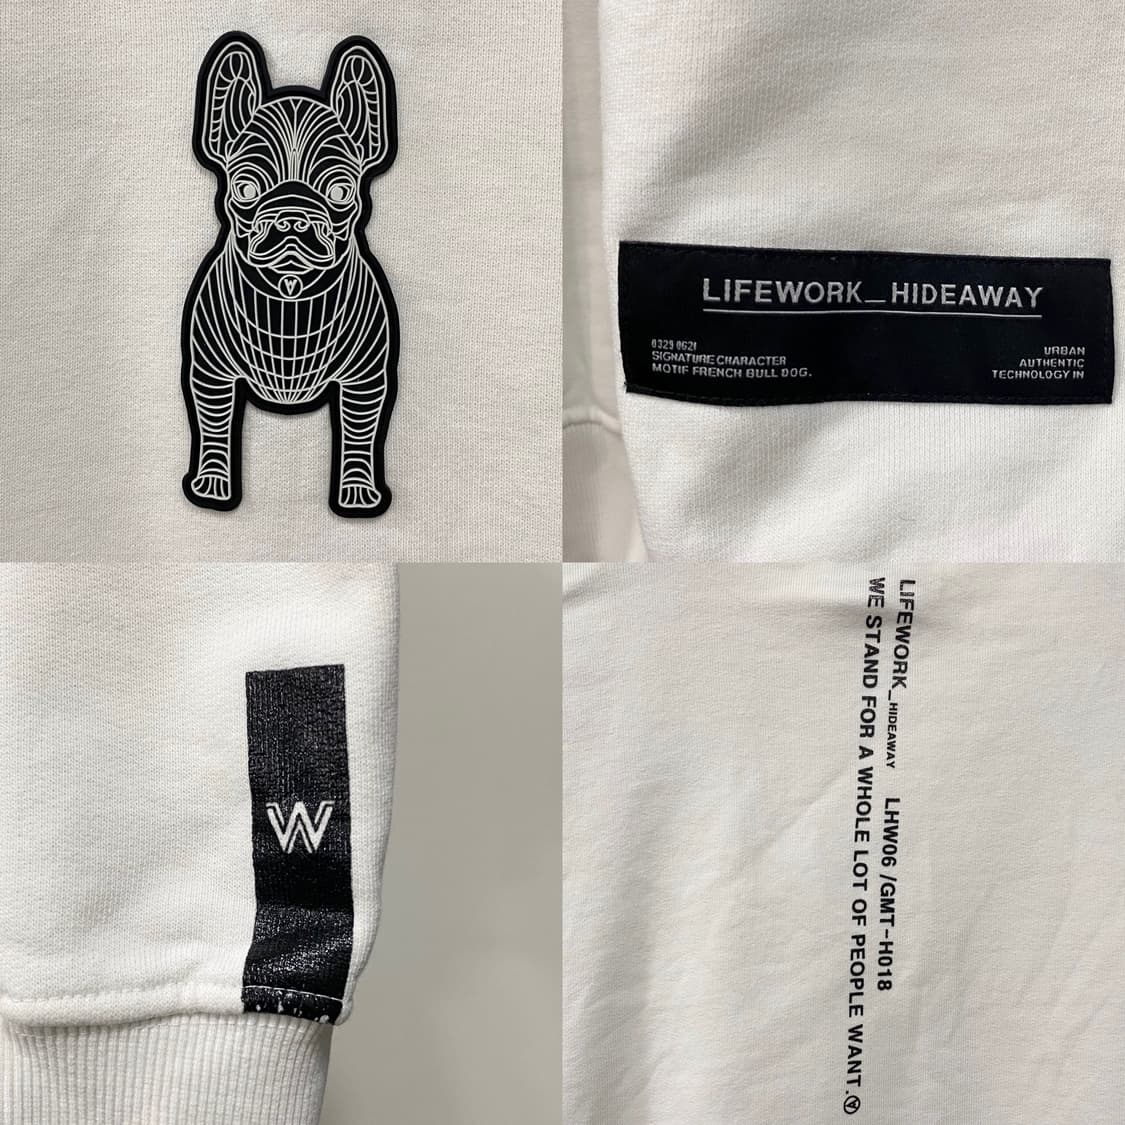 LIFEWORK_HIDEAWAY
0329 0621
SIGNATURE CHARACTER
MOTIF FRENCH BULL DOG.
URBAN
AUTHENTIC
TECHNOLOGY IN
W
LIFEWORK_HIDEAWAY LHW06 /GMT-H018
WE STAND FOR A WHOLE LOT OF PEOPLE WANT.